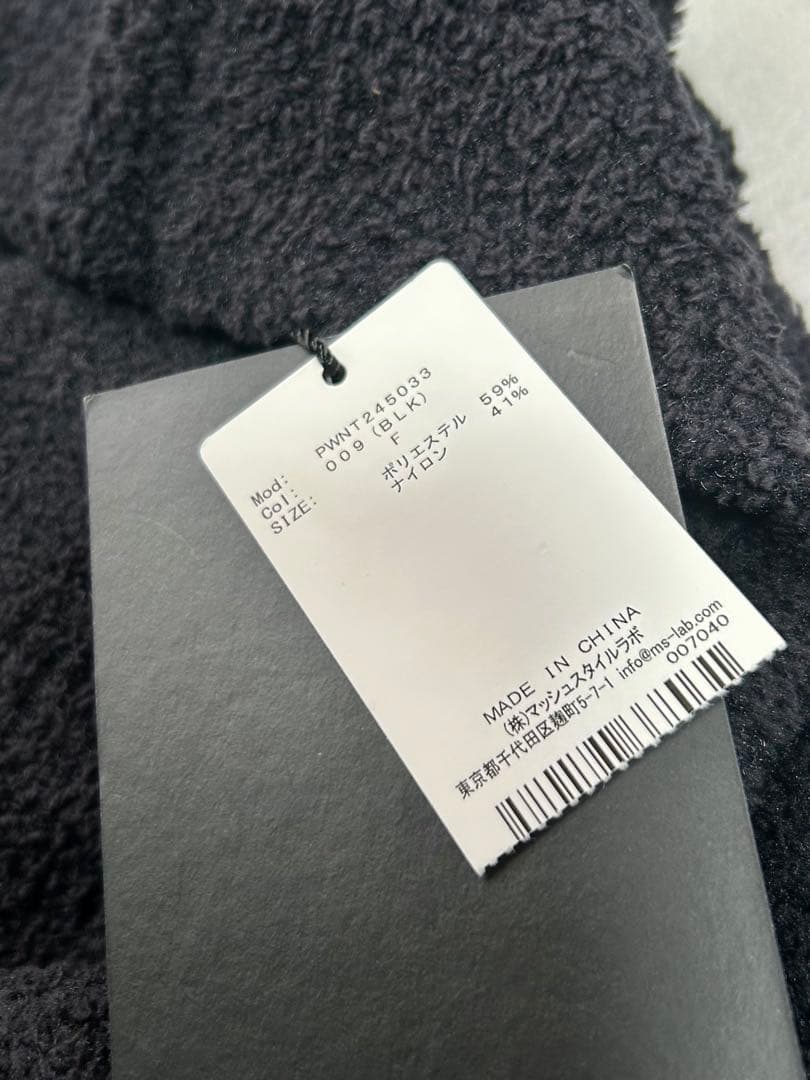 Mod: PWNT245033
Col: 009 (BLK)
SIZE: F
ポリエステル 59%
ナイロン 41%
MADE IN CHINA
(株)マッシュスタイルラボ
東京都千代田区麹町5-7-1 info@ms-lab.com
007040